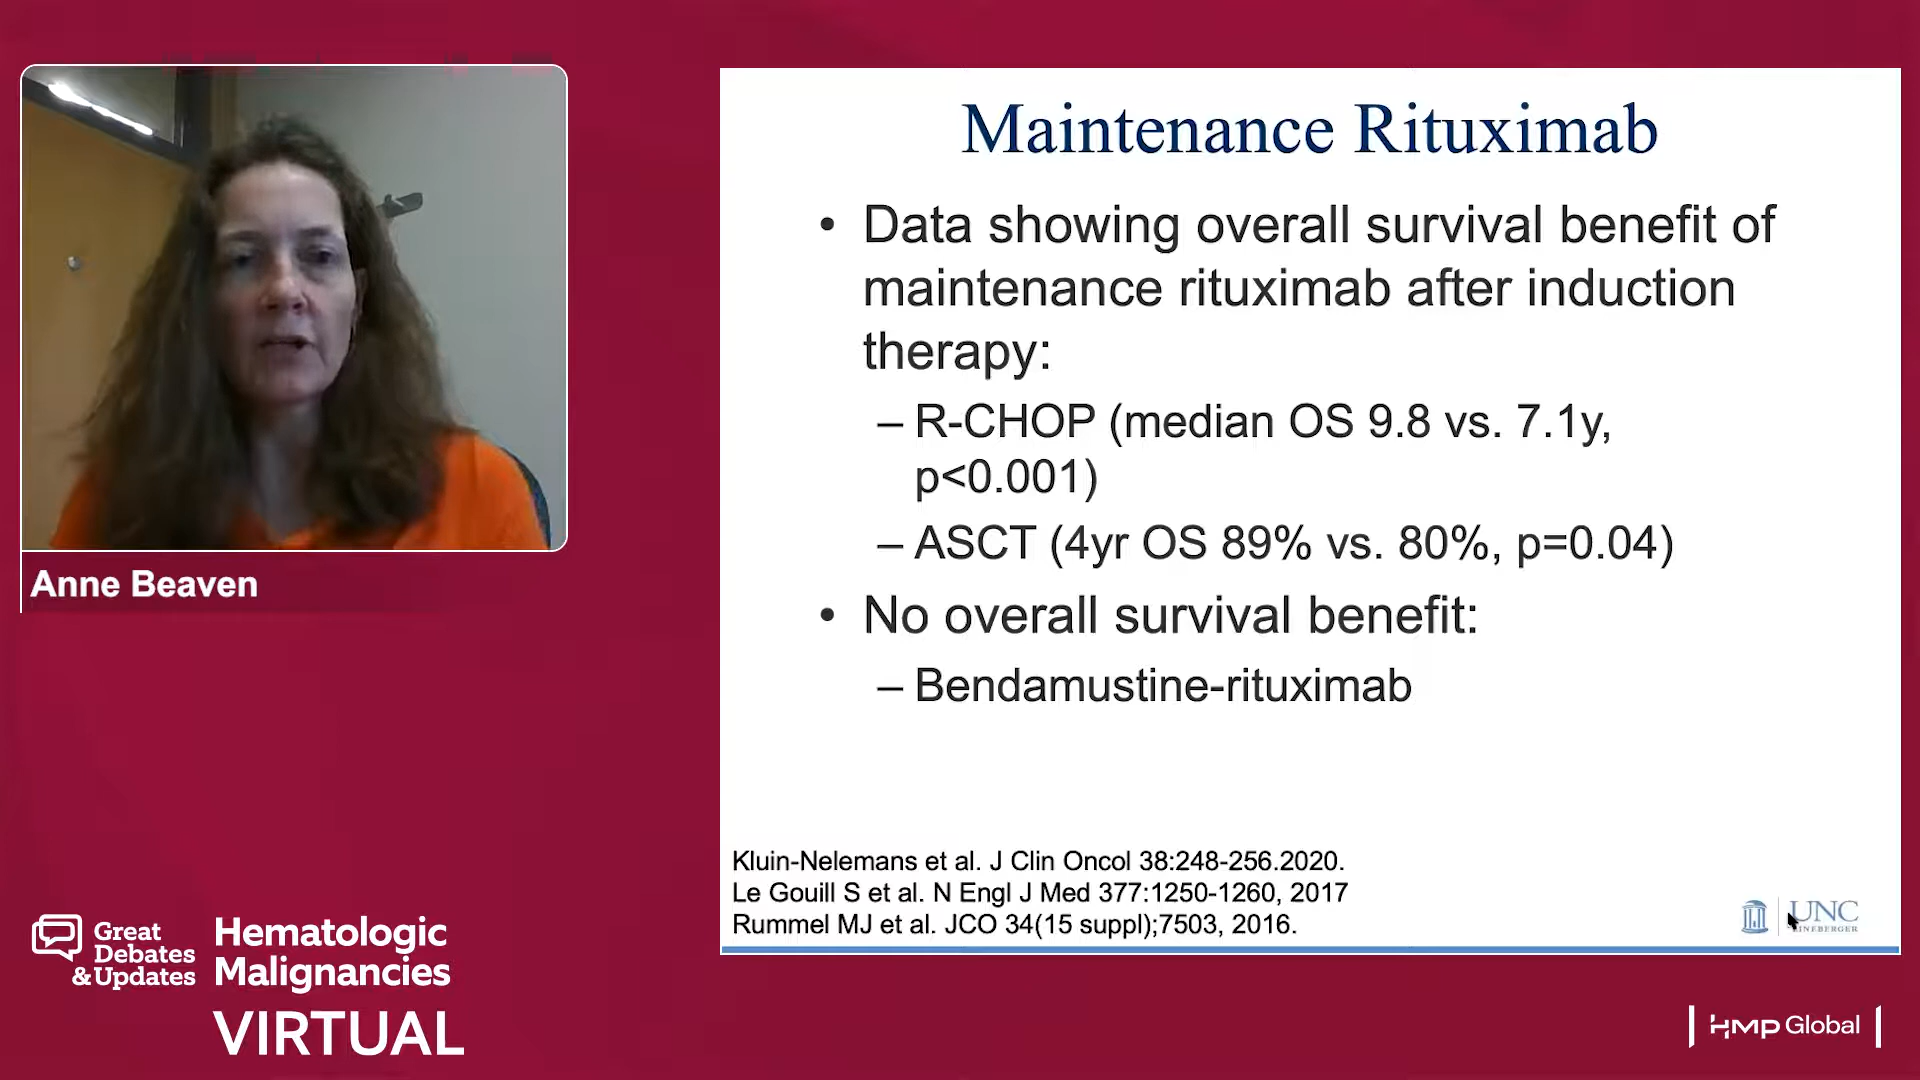 Maintenance Rituximab
• Data showing overall survival benefit of
maintenance rituximab after induction
therapy:
– R-CHOP (median OS 9.8 vs. 7.1y,
p<0.001)
– ASCT (4yr OS 89% vs. 80%, p=0.04)
• No overall survival benefit:
– Bendamustine-rituximab
Kluin-Nelemans et al. J Clin Oncol 38:248-256.2020.
Le Gouill S et al. N Engl J Med 377:1250-1260, 2017
Rummel MJ et al. JCO 34(15 suppl);7503, 2016.
UNC
Anne Beaven
Great
Debates
&Updates
Hematologic
Malignancies
VIRTUAL
HMP Global